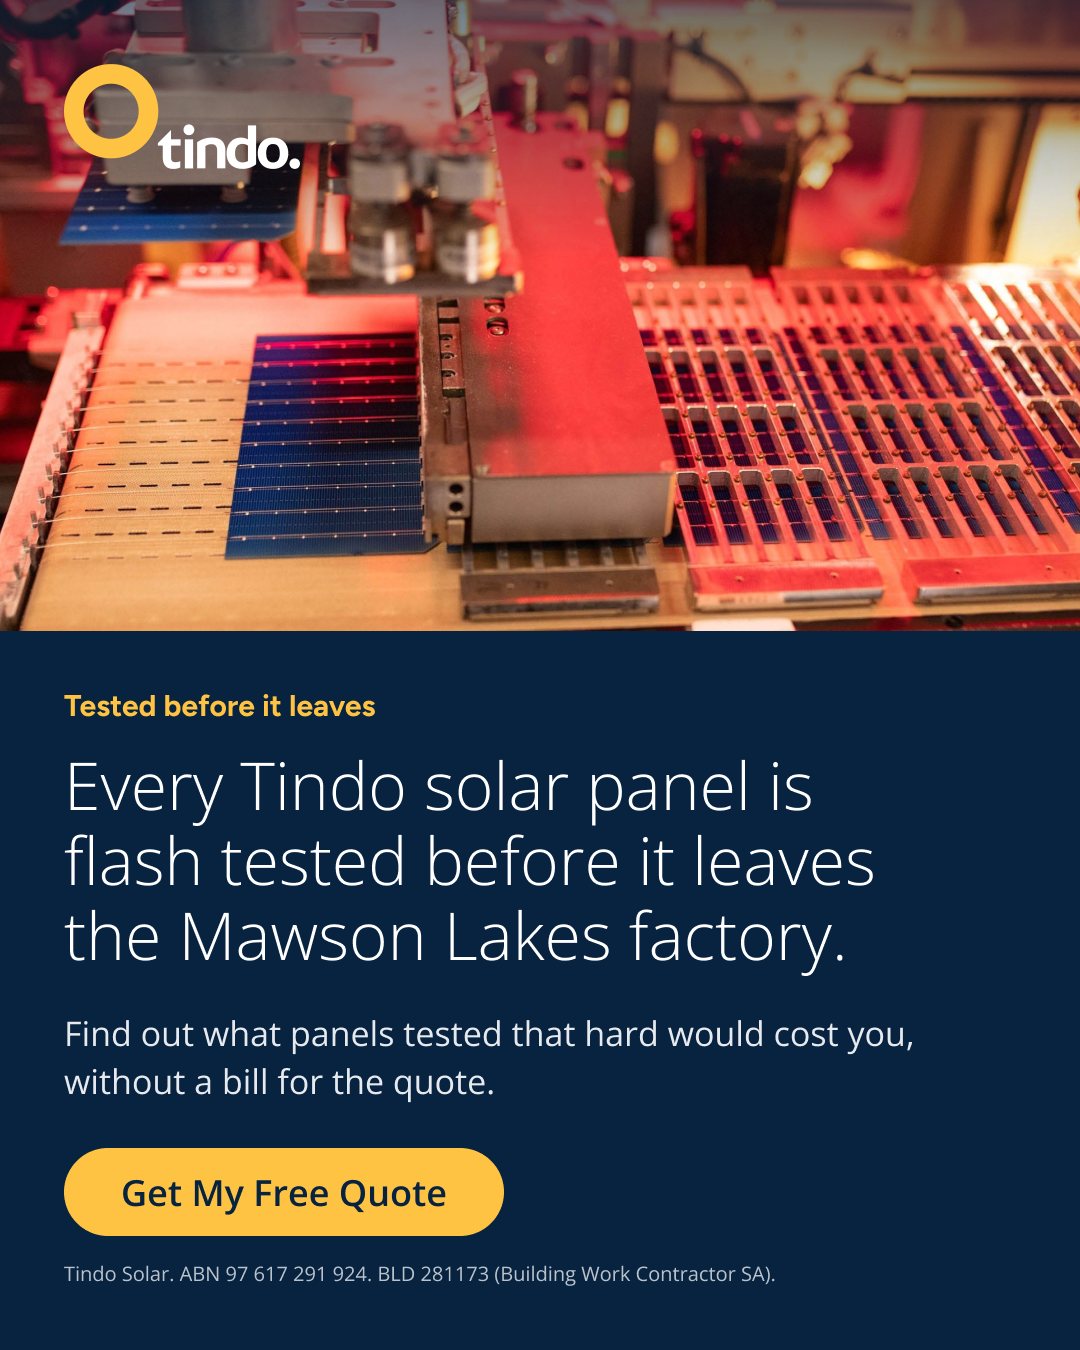 tindo.
Tested before it leaves
Every Tindo solar panel is
flash tested before it leaves
the Mawson Lakes factory.
Find out what panels tested that hard would cost you,
without a bill for the quote.
Get My Free Quote
Tindo Solar. ABN 97 617 291 924. BLD 281173 (Building Work Contractor SA).